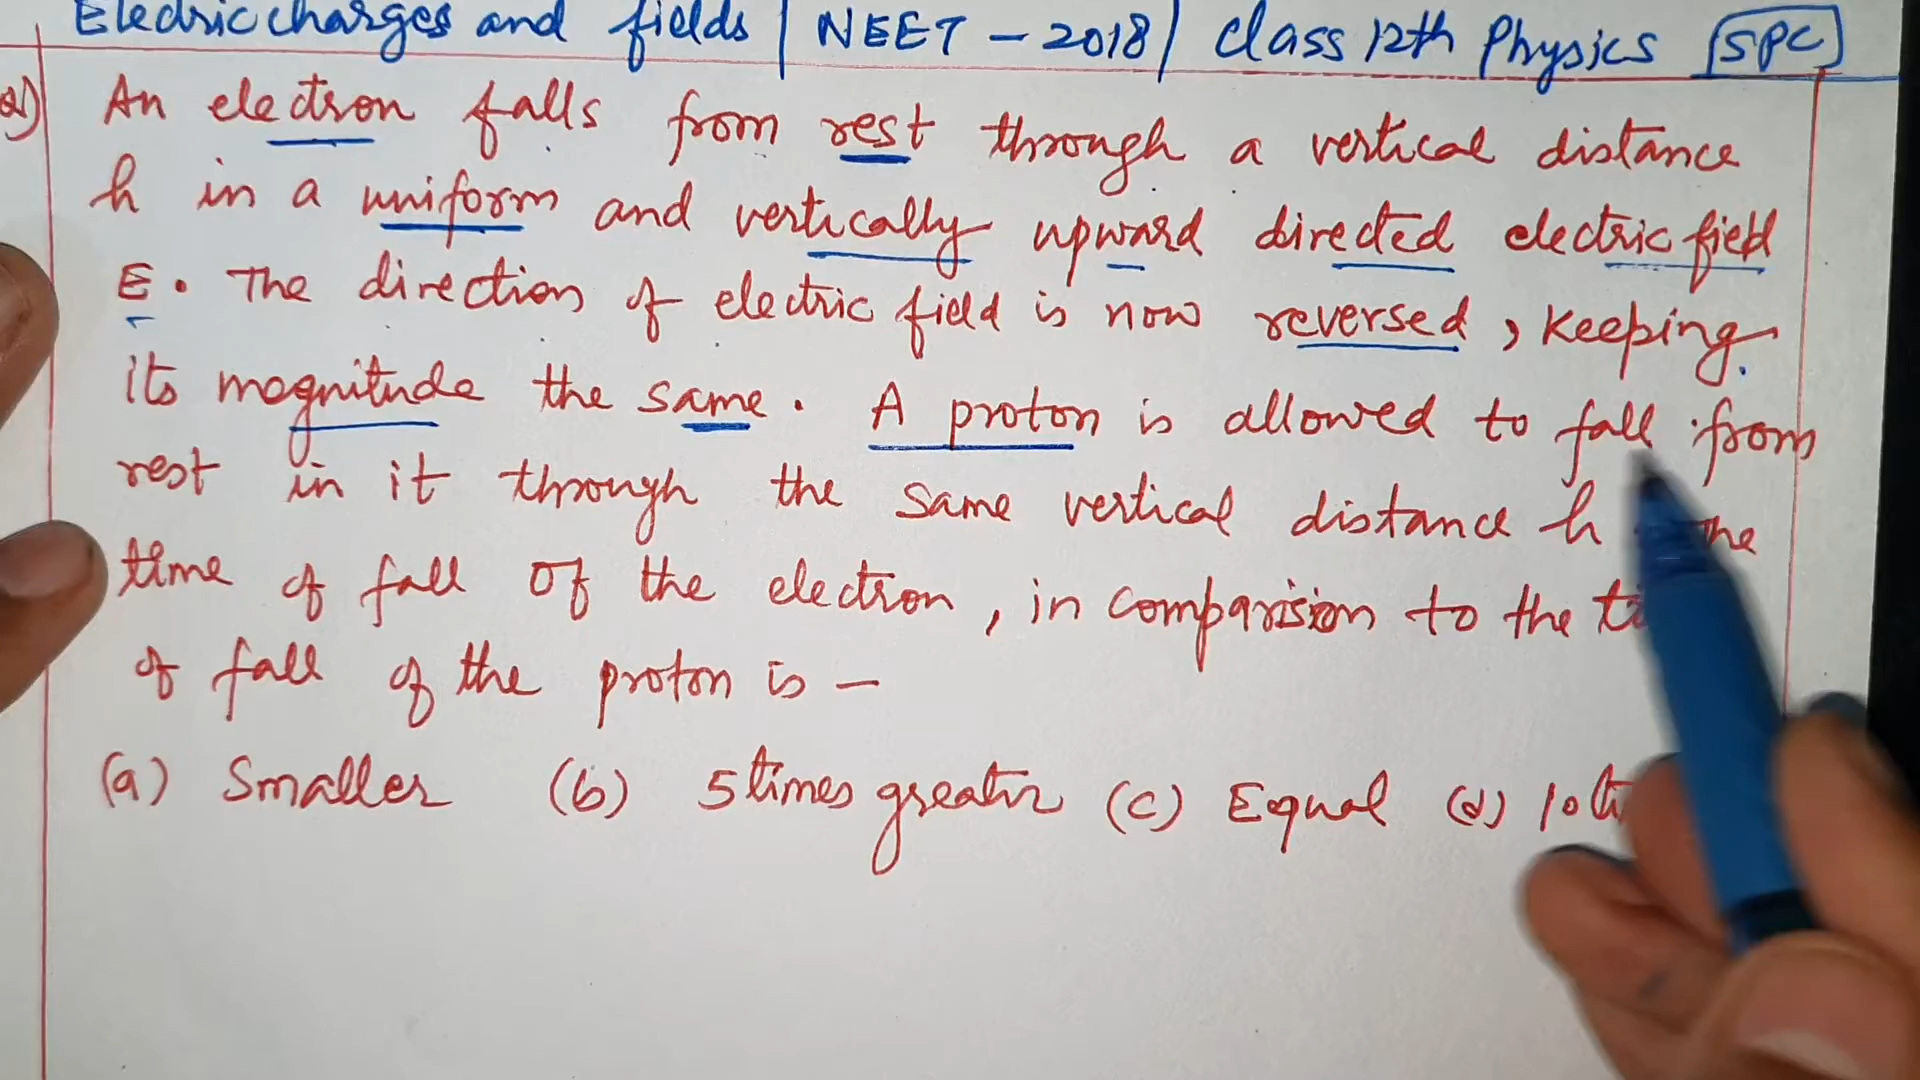 Electric charges and fields | NEET - 2018 | Class 12th Physics SPC
Q1) An electron falls from rest through a vertical distance
h in a uniform and vertically upward directed electric field
E. The direction of electric field is now reversed, keeping
its magnitude the same. A proton is allowed to fall from
rest in it through the same vertical distance h
time of fall of the electron, in comparision to the
of fall of the proton is -
(a) Smaller (b) 5 times greater (c) Equal (d) 10